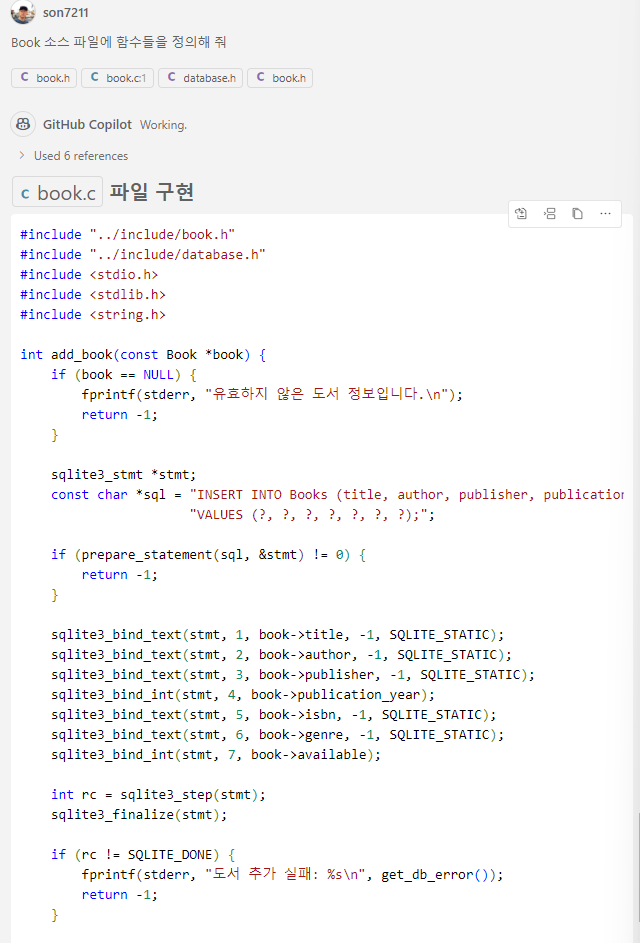 son7211
Book 소스 파일에 함수들을 정의해 줘
C book.h C book.c:1 C database.h C book.h
GitHub Copilot Working.
Used 6 references
C book.c 파일 구현
#include "../include/book.h"
#include "../include/database.h"
#include <stdio.h>
#include <stdlib.h>
#include <string.h>
int add_book(const Book *book) {
    if (book == NULL) {
        fprintf(stderr, "유효하지 않은 도서 정보입니다.\n");
        return -1;
    }
    sqlite3_stmt *stmt;
    const char *sql = "INSERT INTO Books (title, author, publisher, publication
                      "VALUES (?, ?, ?, ?, ?, ?, ?);";
    if (prepare_statement(sql, &stmt) != 0) {
        return -1;
    }
    sqlite3_bind_text(stmt, 1, book->title, -1, SQLITE_STATIC);
    sqlite3_bind_text(stmt, 2, book->author, -1, SQLITE_STATIC);
    sqlite3_bind_text(stmt, 3, book->publisher, -1, SQLITE_STATIC);
    sqlite3_bind_int(stmt, 4, book->publication_year);
    sqlite3_bind_text(stmt, 5, book->isbn, -1, SQLITE_STATIC);
    sqlite3_bind_text(stmt, 6, book->genre, -1, SQLITE_STATIC);
    sqlite3_bind_int(stmt, 7, book->available);
    int rc = sqlite3_step(stmt);
    sqlite3_finalize(stmt);
    if (rc != SQLITE_DONE) {
        fprintf(stderr, "도서 추가 실패: %s\n", get_db_error());
        return -1;
    }